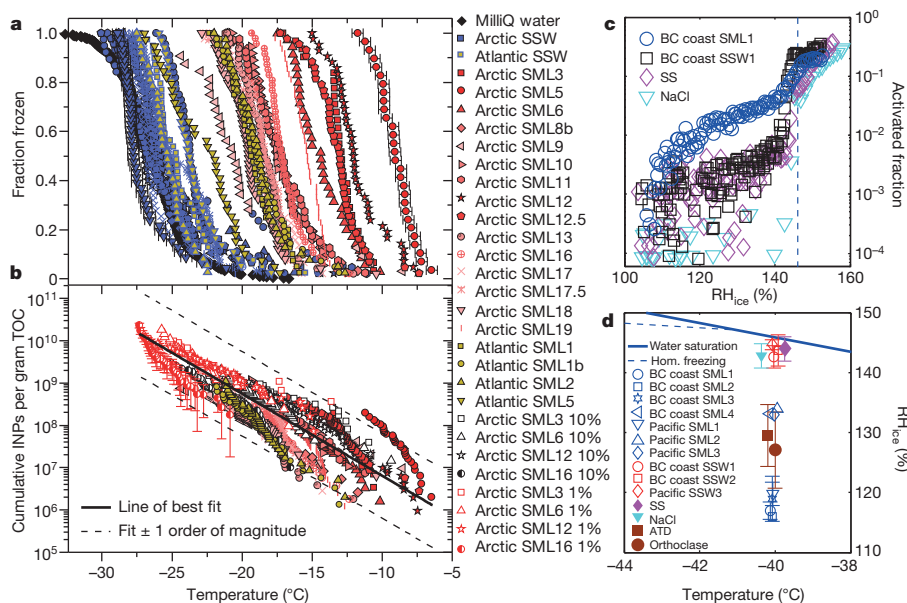 a
1.0
0.8
0.6
0.4
0.2
0
Fraction frozen
b
10¹¹
10¹⁰
10⁹
10⁸
10⁷
10⁶
10⁵
Cumulative INPs per gram TOC
Line of best fit
Fit ± 1 order of magnitude
−30
−25
−20
−15
−10
−5
Temperature (°C)
MilliQ water
Arctic SSW
Atlantic SSW
Arctic SML3
Arctic SML5
Arctic SML6
Arctic SML8b
Arctic SML9
Arctic SML10
Arctic SML11
Arctic SML12
Arctic SML12.5
Arctic SML13
Arctic SML16
Arctic SML17
Arctic SML17.5
Arctic SML18
Arctic SML19
Atlantic SML1
Atlantic SML1b
Atlantic SML2
Atlantic SML5
Arctic SML3 10%
Arctic SML6 10%
Arctic SML12 10%
Arctic SML16 10%
Arctic SML3 1%
Arctic SML6 1%
Arctic SML12 1%
Arctic SML16 1%
c
BC coast SML1
BC coast SSW1
SS
NaCl
10⁰
10⁻¹
10⁻²
10⁻³
10⁻⁴
Activated fraction
100
120
140
160
RHice (%)
d
Water saturation
Hom. freezing
BC coast SML1
BC coast SML2
BC coast SML3
BC coast SML4
Pacific SML1
Pacific SML2
Pacific SML3
BC coast SSW1
BC coast SSW2
Pacific SSW3
SS
NaCl
ATD
Orthoclase
150
140
130
120
110
RHice (%)
−44
−42
−40
−38
Temperature (°C)